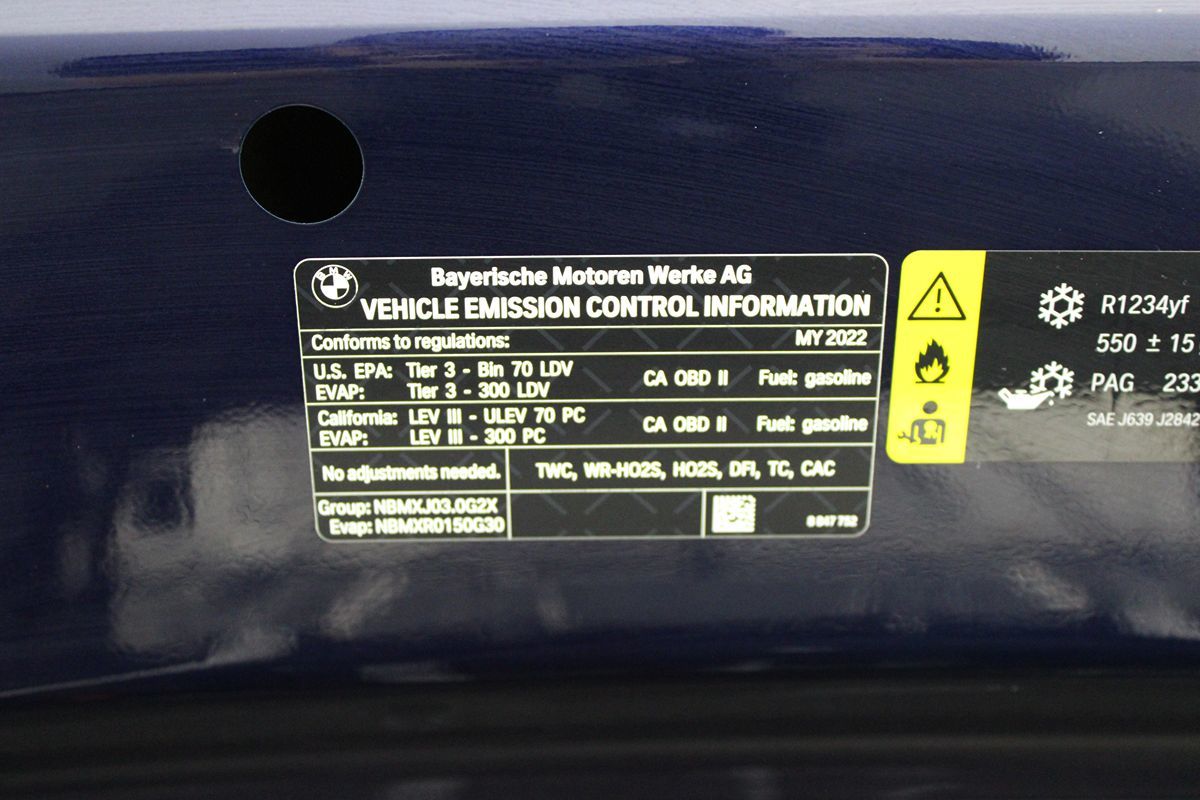 BMW
Bayerische Motoren Werke AG
VEHICLE EMISSION CONTROL INFORMATION
Conforms to regulations: MY 2022
U.S. EPA: Tier 3 - Bin 70 LDV CA OBD II Fuel: gasoline
EVAP: Tier 3 - 300 LDV
California: LEV III - ULEV 70 PC CA OBD II Fuel: gasoline
EVAP: LEV III - 300 PC
No adjustments needed. TWC, WR-HO2S, HO2S, DFI, TC, CAC
Group: NBMXJ03.0G2X
Evap: NBMXR0150G30
8 847 752
R1234yf
550 ± 15
PAG 233
SAE J639 J2842